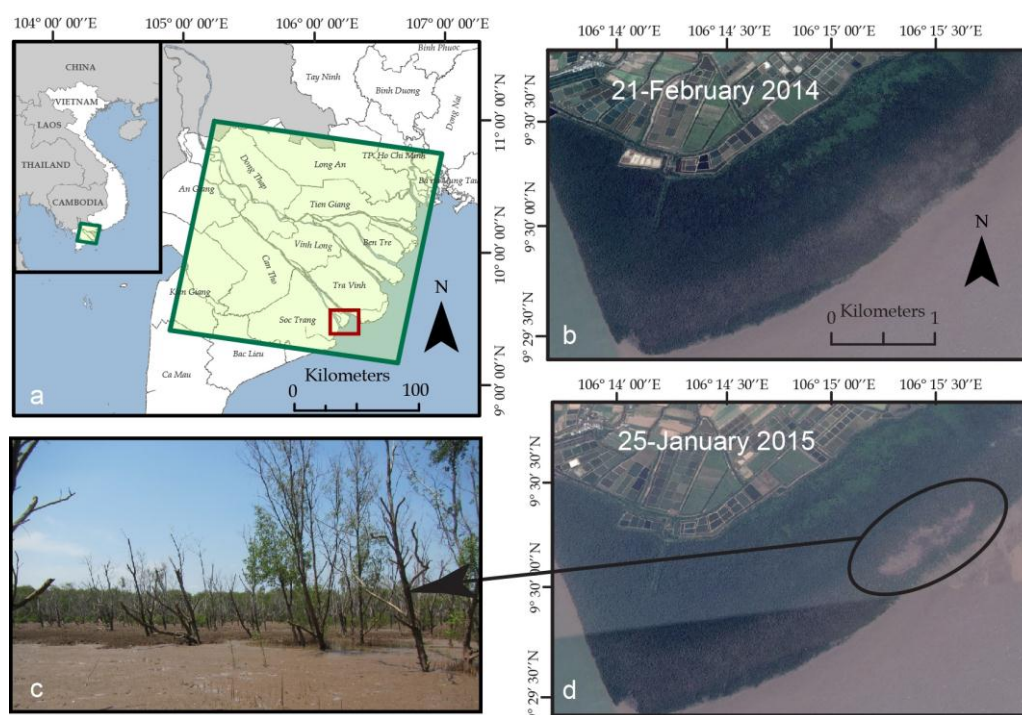 104° 00' 00"E
105° 00' 00"E
106° 00' 00"E
107° 00' 00"E
CHINA
VIETNAM
LAOS
THAILAND
CAMBODIA
Binh Phuoc
Tay Ninh
Binh Duong
Dong Nai
Long An
TP. Ho Chi Minh
Tau
Dong Thap
An Giang
Tien Giang
Vinh Long
Ben Tre
Can Tho
Tra Vinh
Kien Giang
Soc Trang
Bac Lieu
Ca Mau
11° 00' 00"N
10° 00' 00"N
9° 00' 00"N
N
Kilometers
0 100
a
106° 14' 00"E
106° 14' 30"E
106° 15' 00"E
106° 15' 30"E
9° 30' 30"N
9° 30' 00"N
9° 29' 30"N
21-February 2014
N
Kilometers
0 1
b
c
106° 14' 00"E
106° 14' 30"E
106° 15' 00"E
106° 15' 30"E
9° 30' 30"N
9° 30' 00"N
9° 29' 30"N
25-January 2015
d